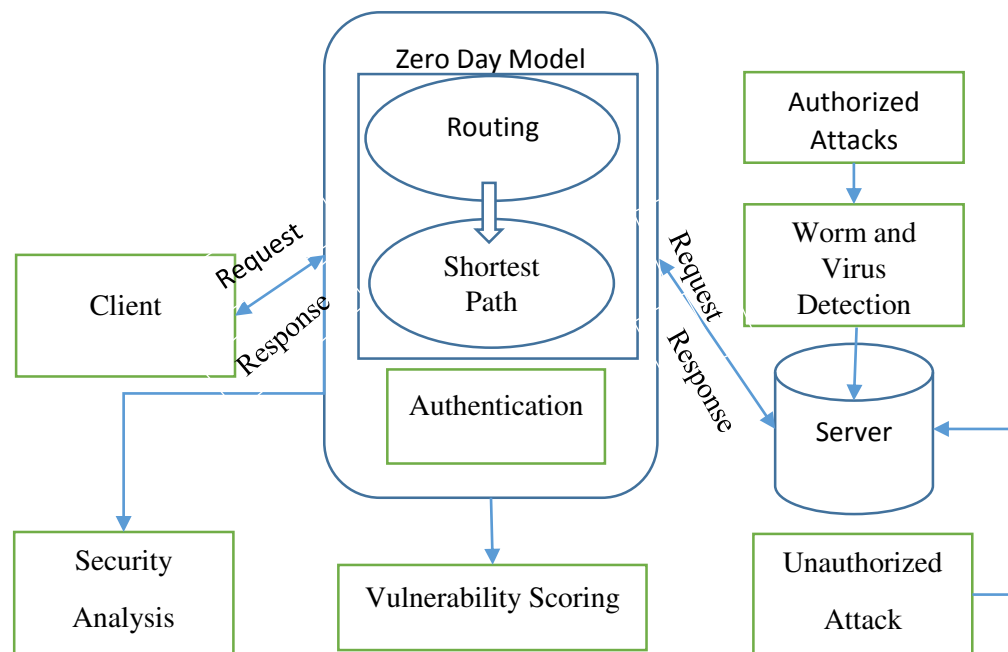 Zero Day Model
Routing
Shortest
Path
Authentication
Authorized
Attacks
Worm and
Virus
Detection
Server
Client
Request
Response
Request
Response
Security
Analysis
Vulnerability Scoring
Unauthorized
Attack